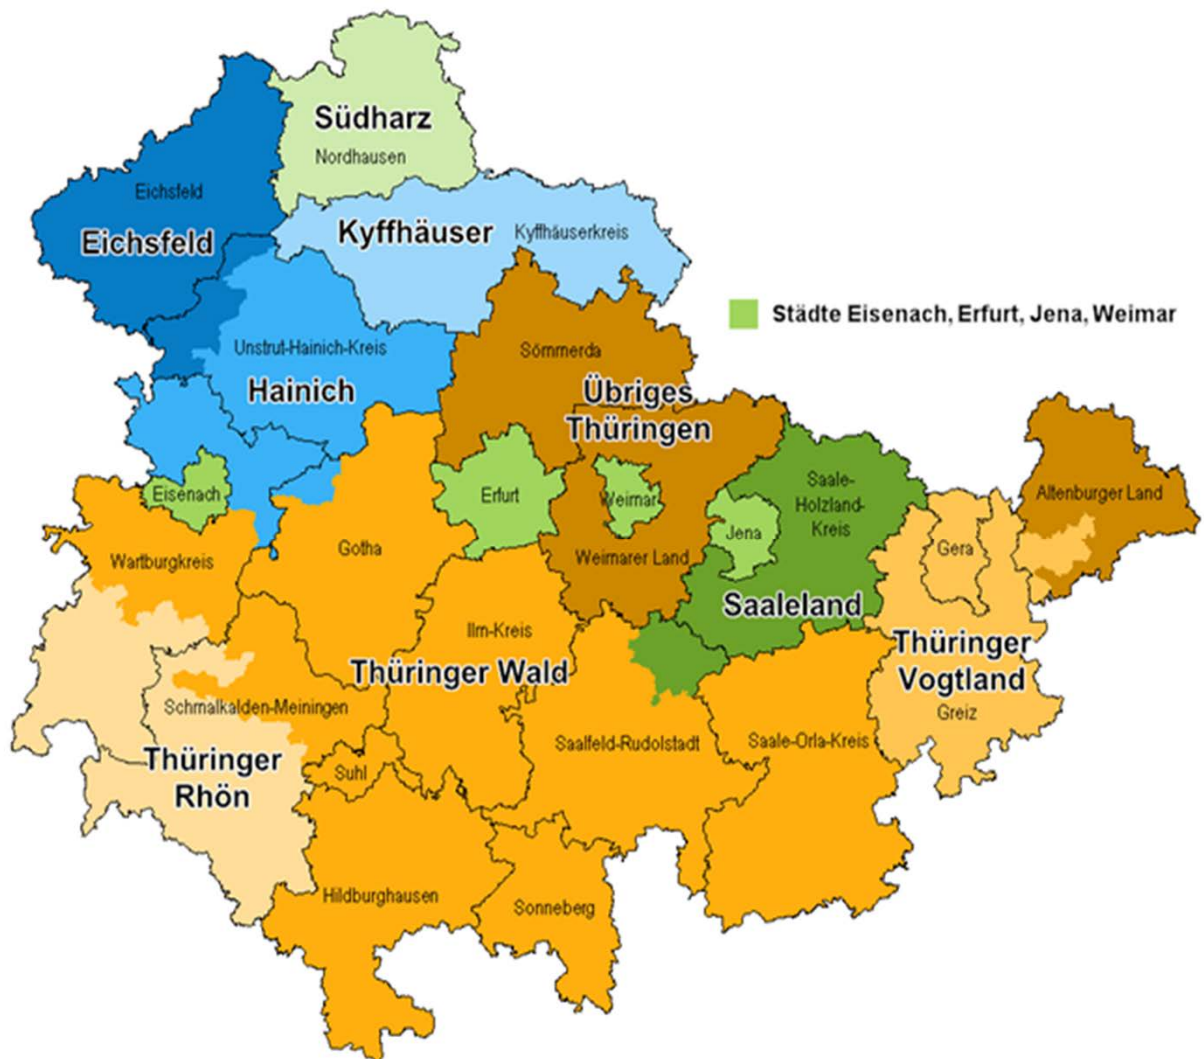 Südharz
Nordhausen
Eichsfeld
Eichsfeld
Kyffhäuser
Kyffhäuserkreis
Städte Eisenach, Erfurt, Jena, Weimar
Unstrut-Hainich-Kreis
Hainich
Sömmerda
Übriges
Thüringen
Eisenach
Erfurt
Weimar
Saale-
Holzland-
Kreis
Jena
Altenburger Land
Wartburgkreis
Gotha
Weimarer Land
Gera
Saaleland
Ilm-Kreis
Thüringer Wald
Thüringer
Vogtland
Greiz
Schmalkalden-Meiningen
Saalfeld-Rudolstadt
Saale-Orla-Kreis
Thüringer
Rhön
Suhl
Hildburghausen
Sonneberg